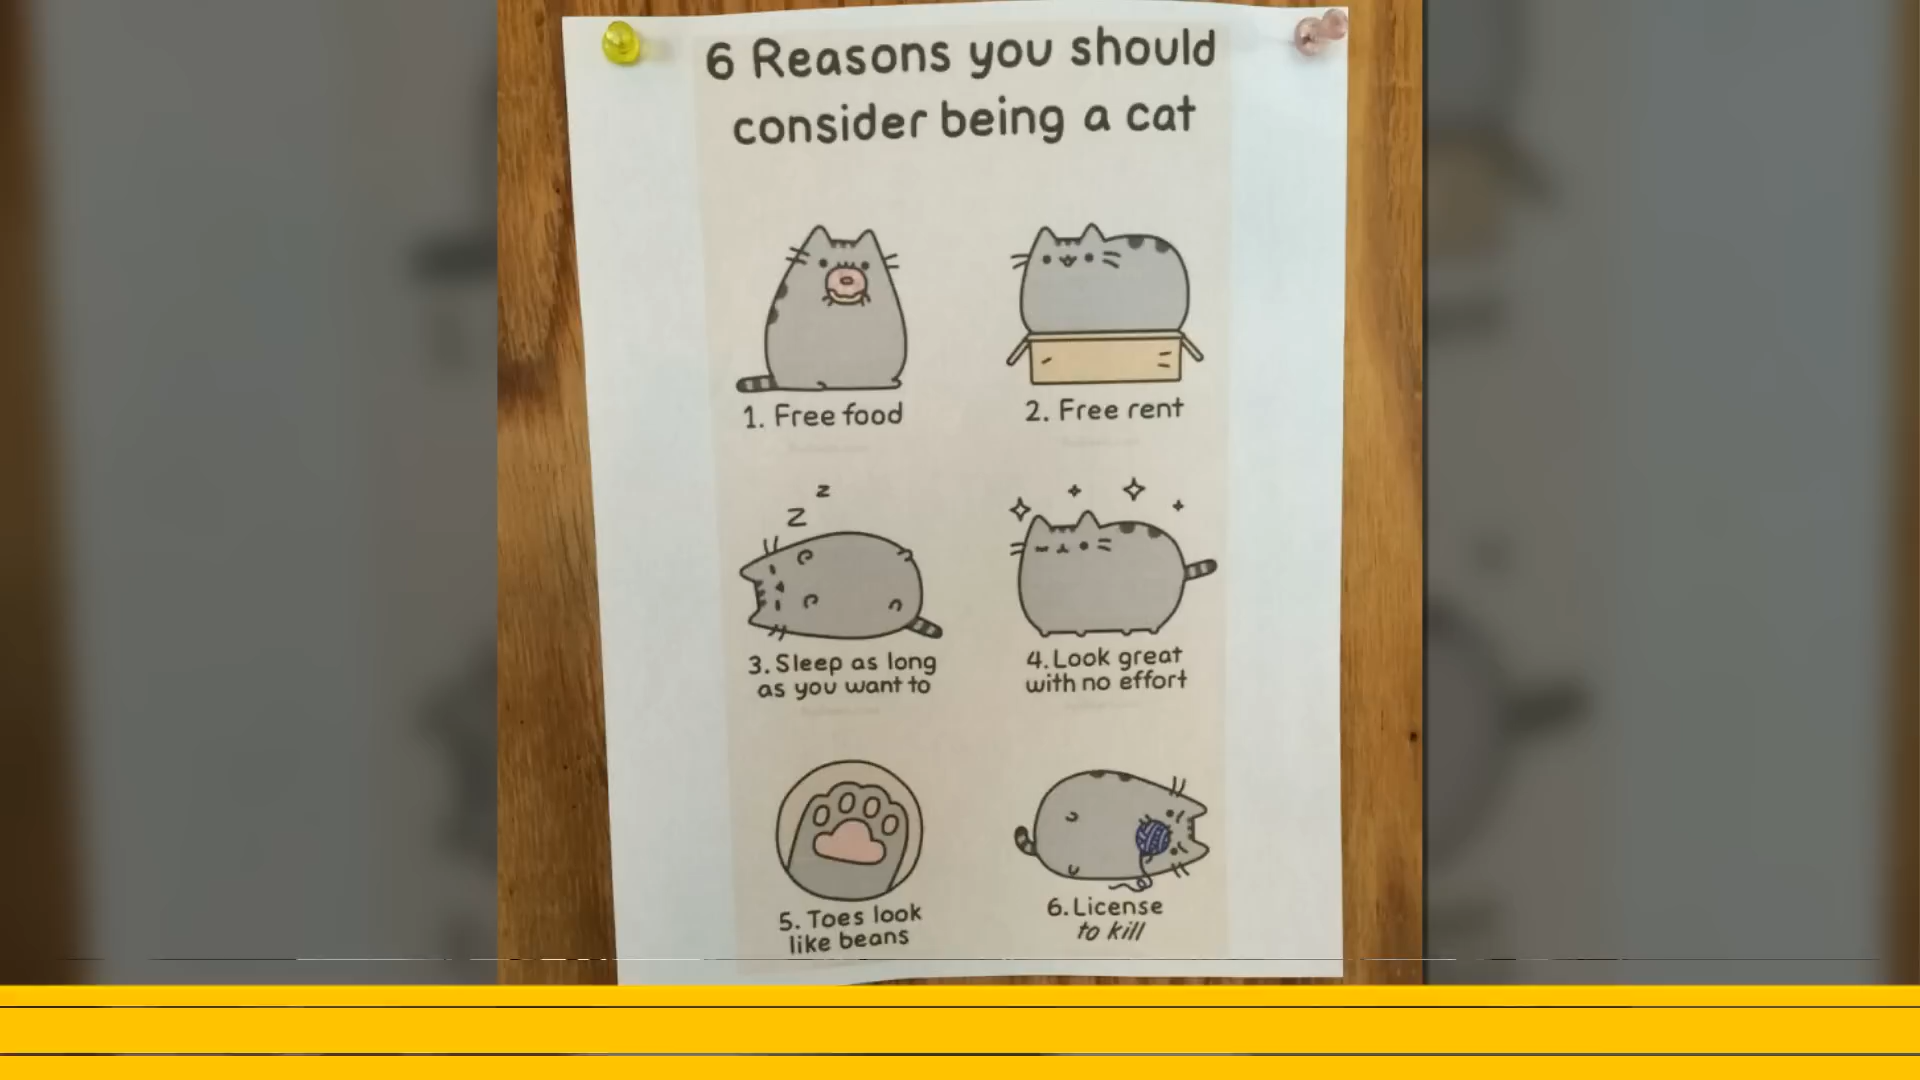 6 Reasons you should
consider being a cat
1. Free food
2. Free rent
z
Z
3. Sleep as long
as you want to
4. Look great
with no effort
5. Toes look
like beans
6. License
to kill